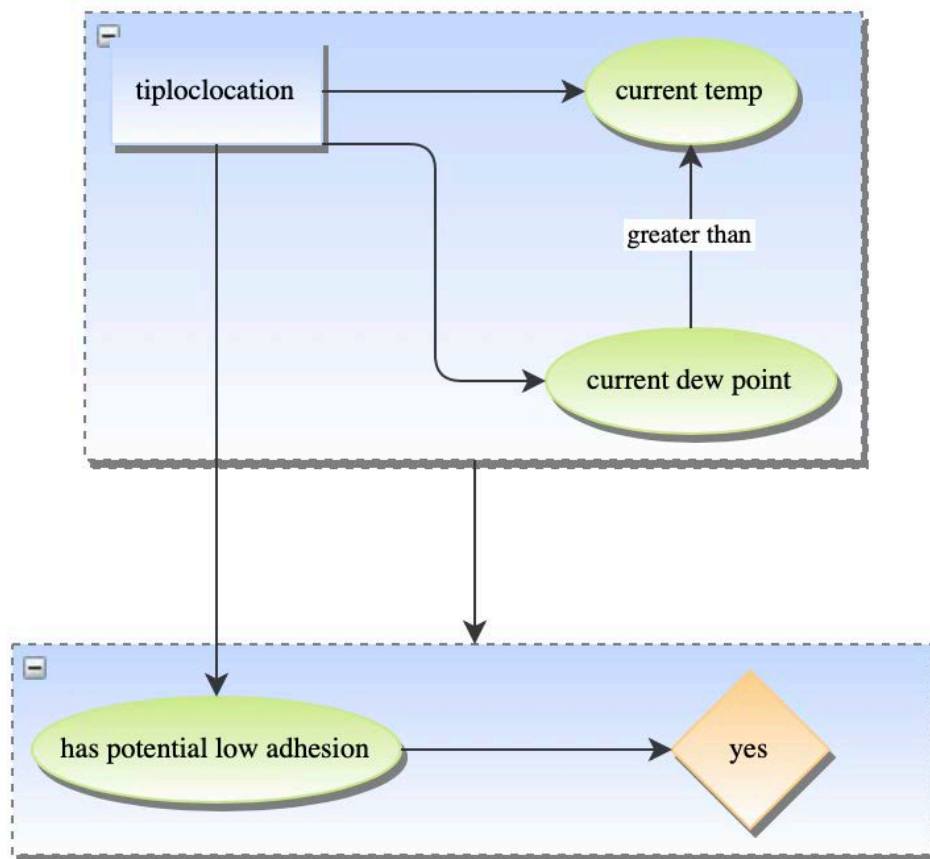 tiploclocation
current temp
greater than
current dew point
has potential low adhesion
yes